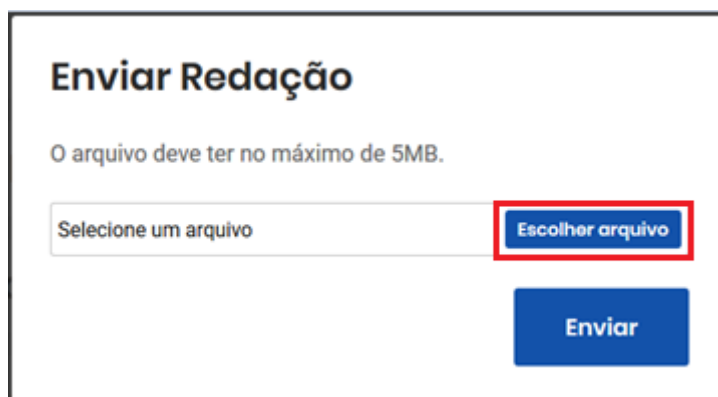 Enviar Redação
O arquivo deve ter no máximo de 5MB.
Selecione um arquivo
Escolher arquivo
Enviar